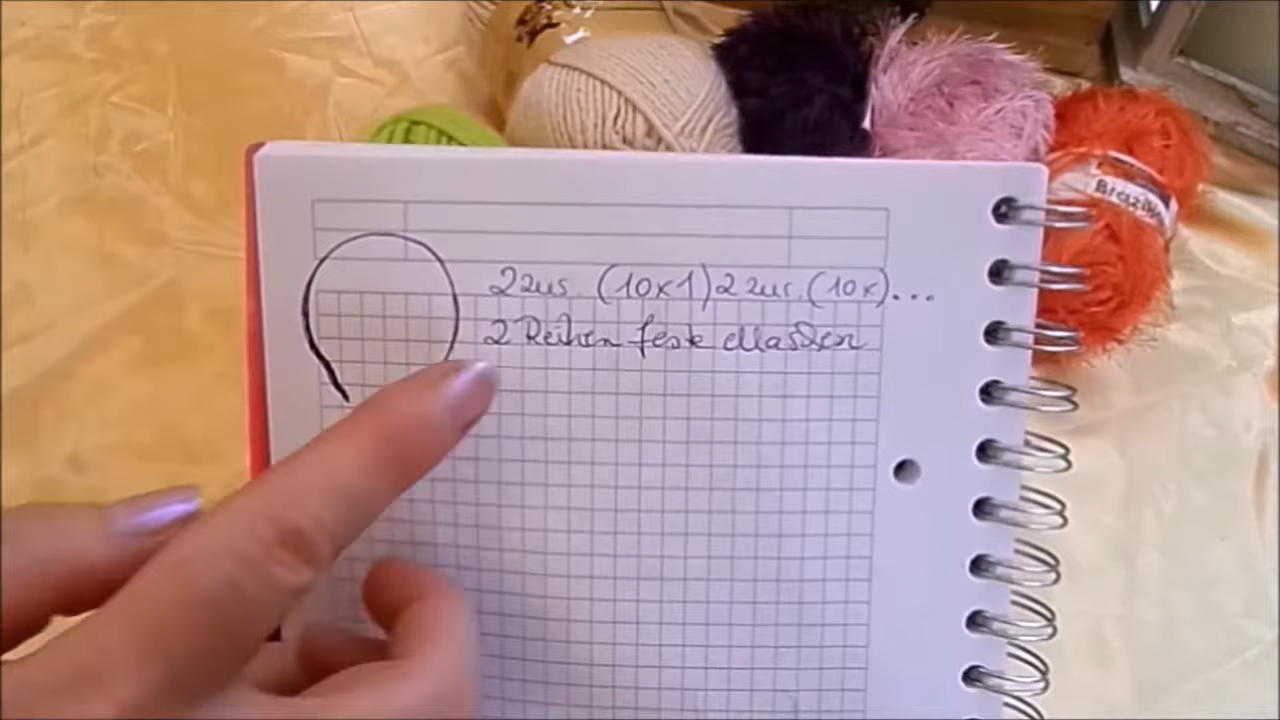 2 zus. (10x1) 2 zus. (10x)...
2 Reihen feste Maschen